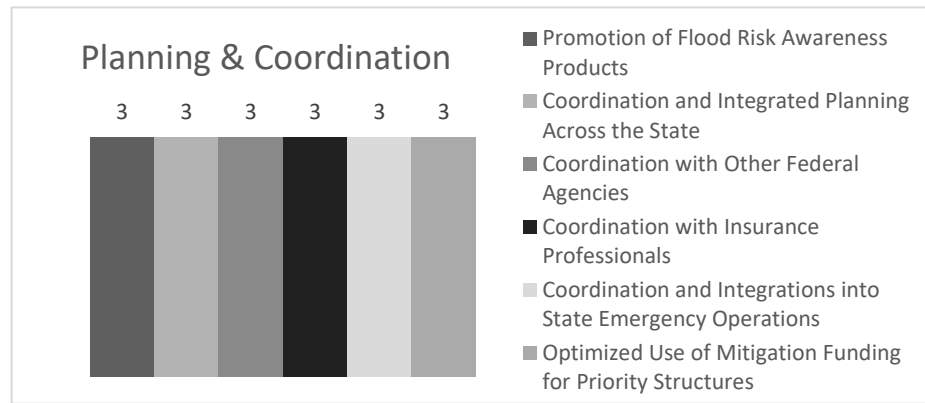 Planning & Coordination
3 3 3 3 3 3
Promotion of Flood Risk Awareness
Products
Coordination and Integrated Planning
Across the State
Coordination with Other Federal
Agencies
Coordination with Insurance
Professionals
Coordination and Integrations into
State Emergency Operations
Optimized Use of Mitigation Funding
for Priority Structures